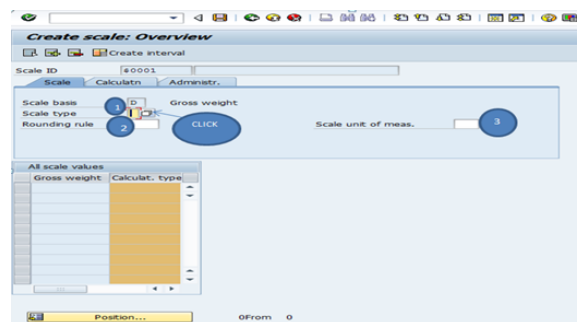 Create scale: Overview
Create interval
Scale ID $0001
Scale Calculatn Administr.
Scale basis 1 D Gross weight
Scale type
Rounding rule 2 CLICK Scale unit of meas. 3
All scale values
Gross weight Calculat. type
Position... 0From 0